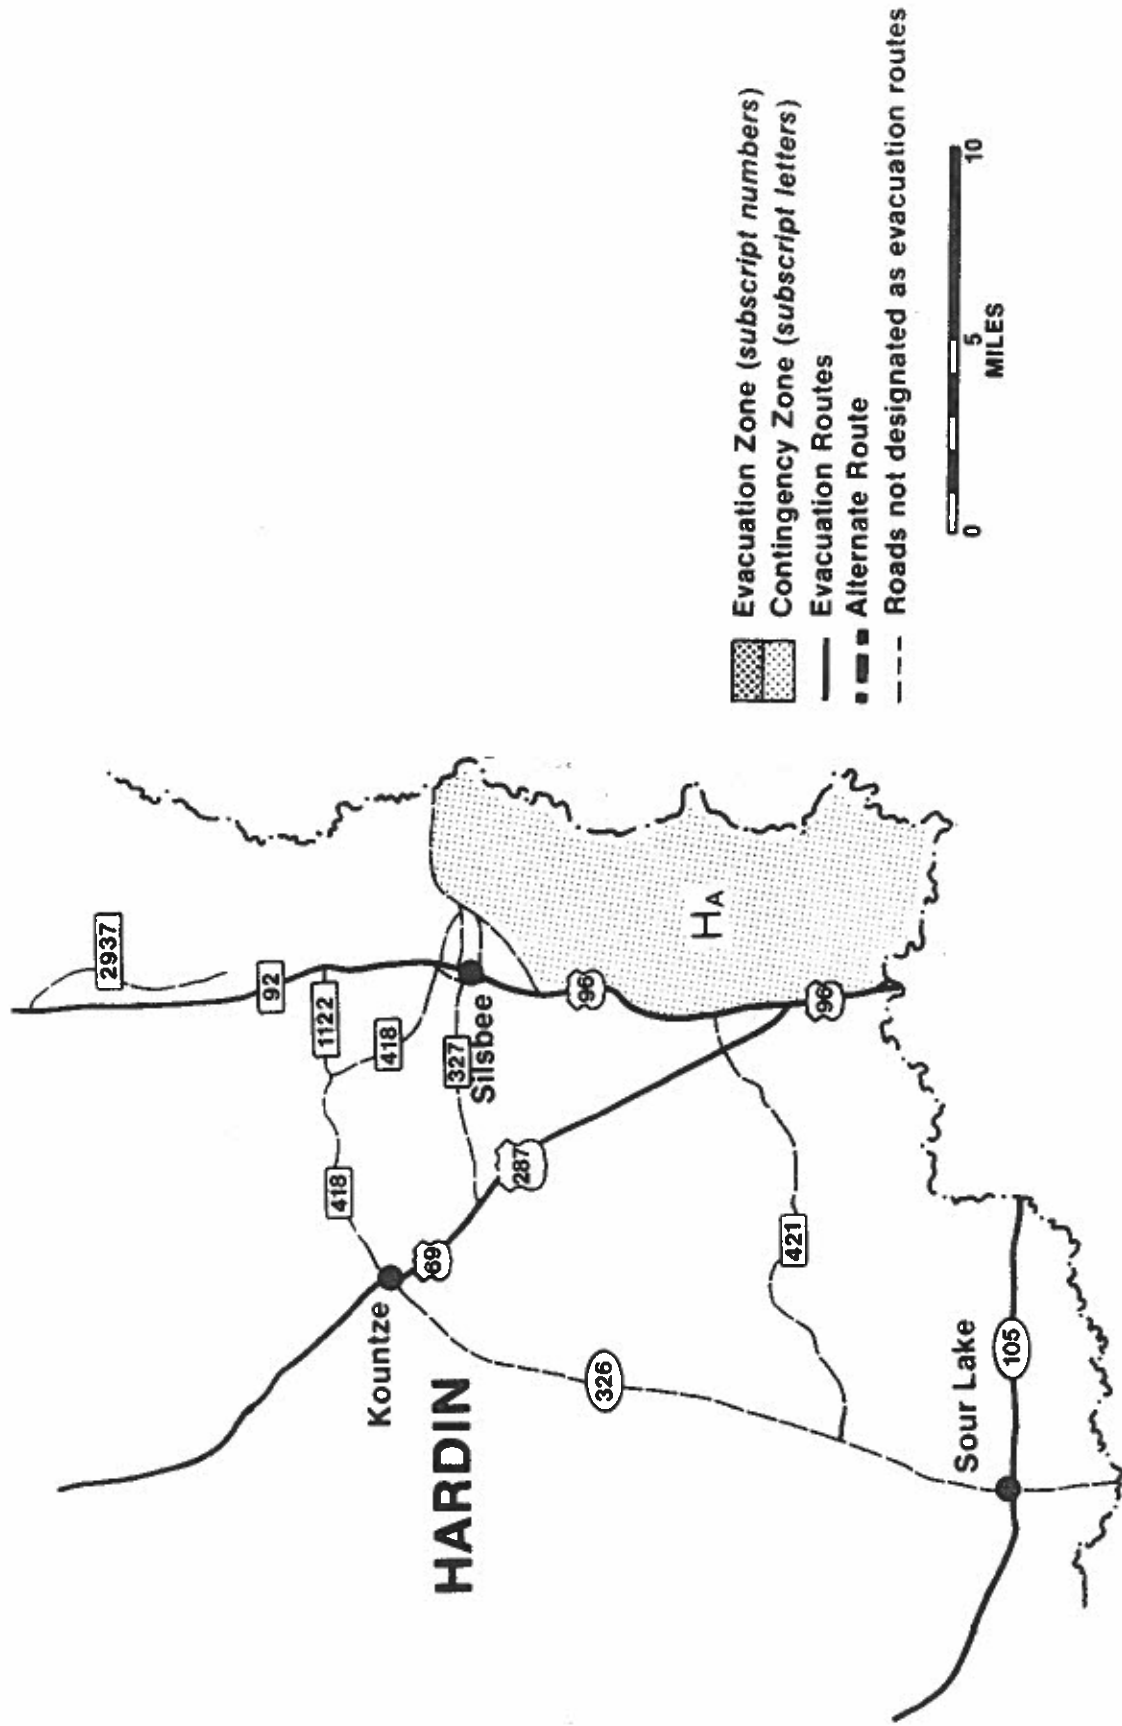 2937
92
1122
418
418
327
Silsbee
96
96
287
69
Kountze
HARDIN
326
421
Sour Lake
105
HA
Evacuation Zone (subscript numbers)
Contingency Zone (subscript letters)
Evacuation Routes
Alternate Route
Roads not designated as evacuation routes
0 5 10
MILES